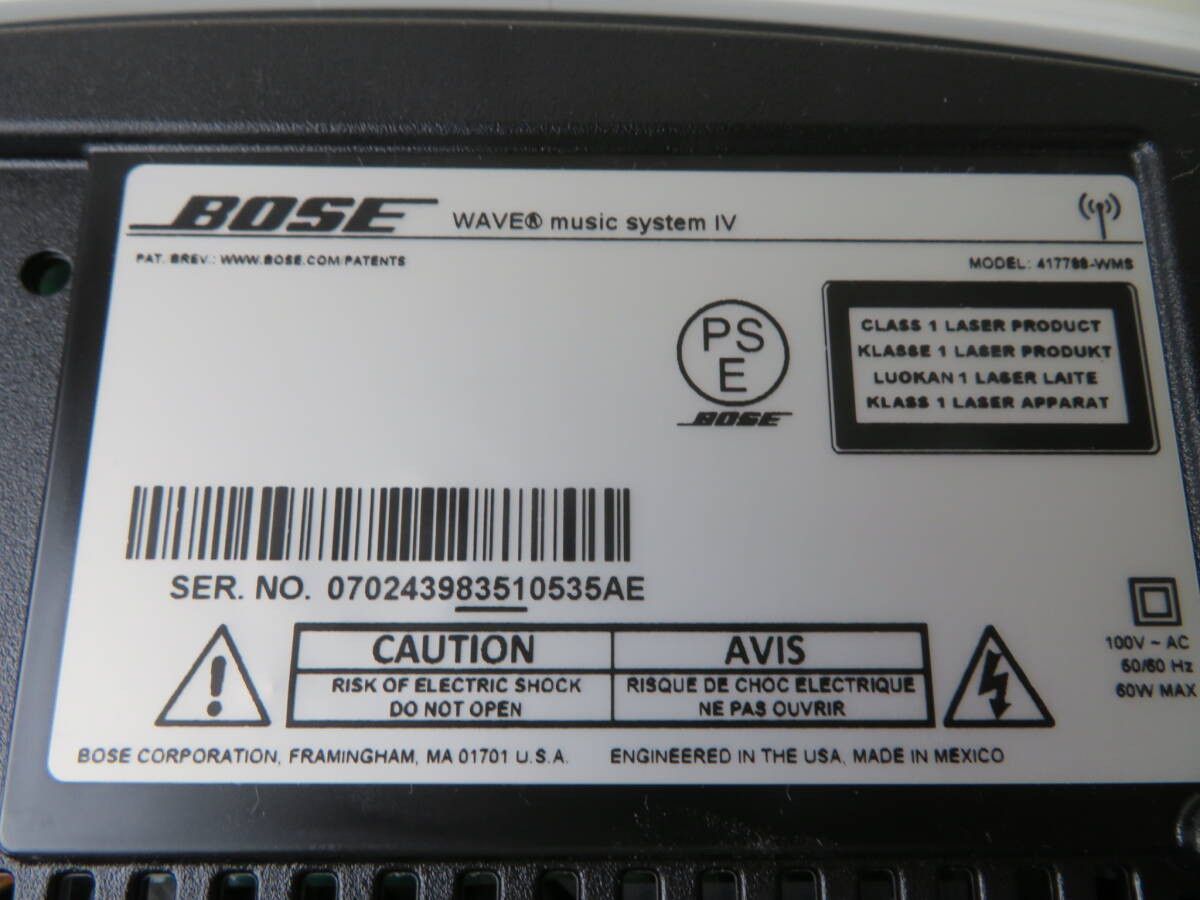 BOSE WAVE® music system IV
PAT. BREV.: WWW.BOSE.COM/PATENTS
MODEL: 417788-WMS
PS
E
BOSE
CLASS 1 LASER PRODUCT
KLASSE 1 LASER PRODUKT
LUOKAN 1 LASER LAITE
KLASS 1 LASER APPARAT
SER. NO. 070243983510535AE
CAUTION
RISK OF ELECTRIC SHOCK
DO NOT OPEN
AVIS
RISQUE DE CHOC ELECTRIQUE
NE PAS OUVRIR
100V ~ AC
50/60 Hz
60W MAX
BOSE CORPORATION, FRAMINGHAM, MA 01701 U.S.A. ENGINEERED IN THE USA, MADE IN MEXICO